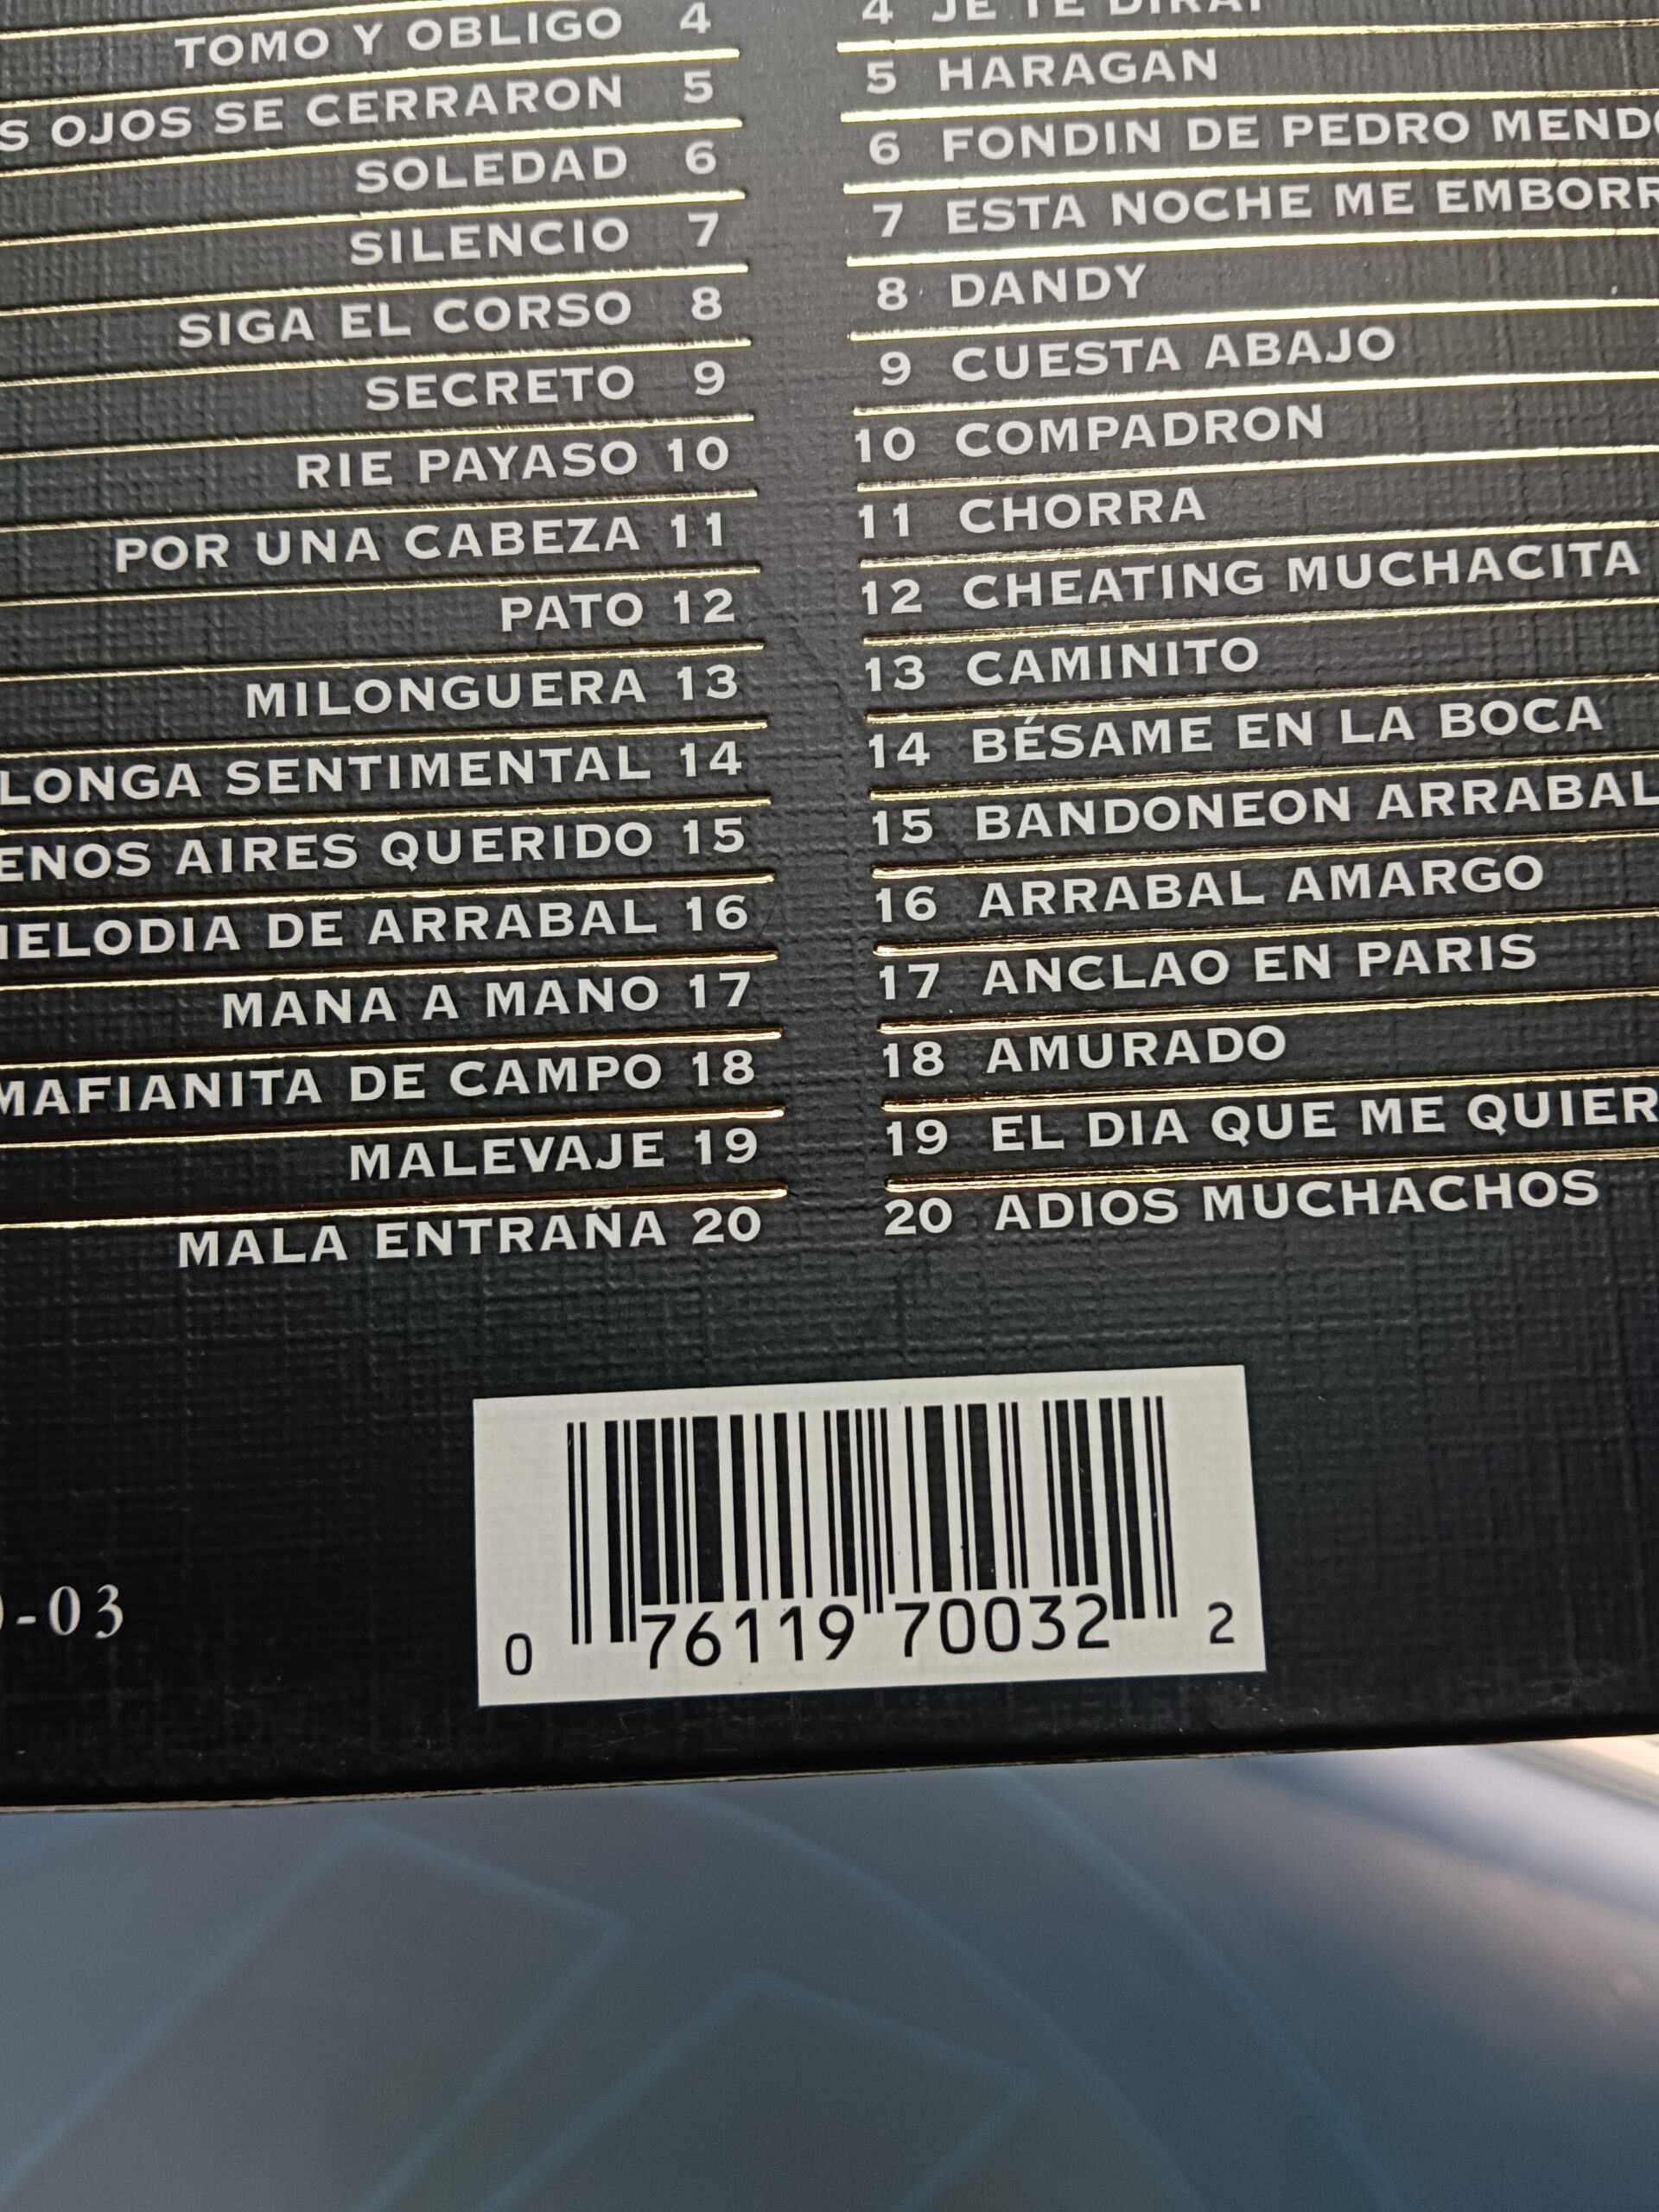 TOMO Y OBLIGO 4
OJOS SE CERRARON 5
SOLEDAD 6
SILENCIO 7
SIGA EL CORSO 8
SECRETO 9
RIE PAYASO 10
POR UNA CABEZA 11
PATO 12
MILONGUERA 13
LONGA SENTIMENTAL 14
ENOS AIRES QUERIDO 15
MELODIA DE ARRABAL 16
MANA A MANO 17
MAFIANITA DE CAMPO 18
MALEVAJE 19
MALA ENTRAÑA 20
4 JE TE DIRAI
5 HARAGAN
6 FONDIN DE PEDRO MENDO
7 ESTA NOCHE ME EMBORR
8 DANDY
9 CUESTA ABAJO
10 COMPADRON
11 CHORRA
12 CHEATING MUCHACITA
13 CAMINITO
14 BÉSAME EN LA BOCA
15 BANDONEON ARRABAL
16 ARRABAL AMARGO
17 ANCLAO EN PARIS
18 AMURADO
19 EL DIA QUE ME QUIER
20 ADIOS MUCHACHOS
-03
0 76119 70032 2